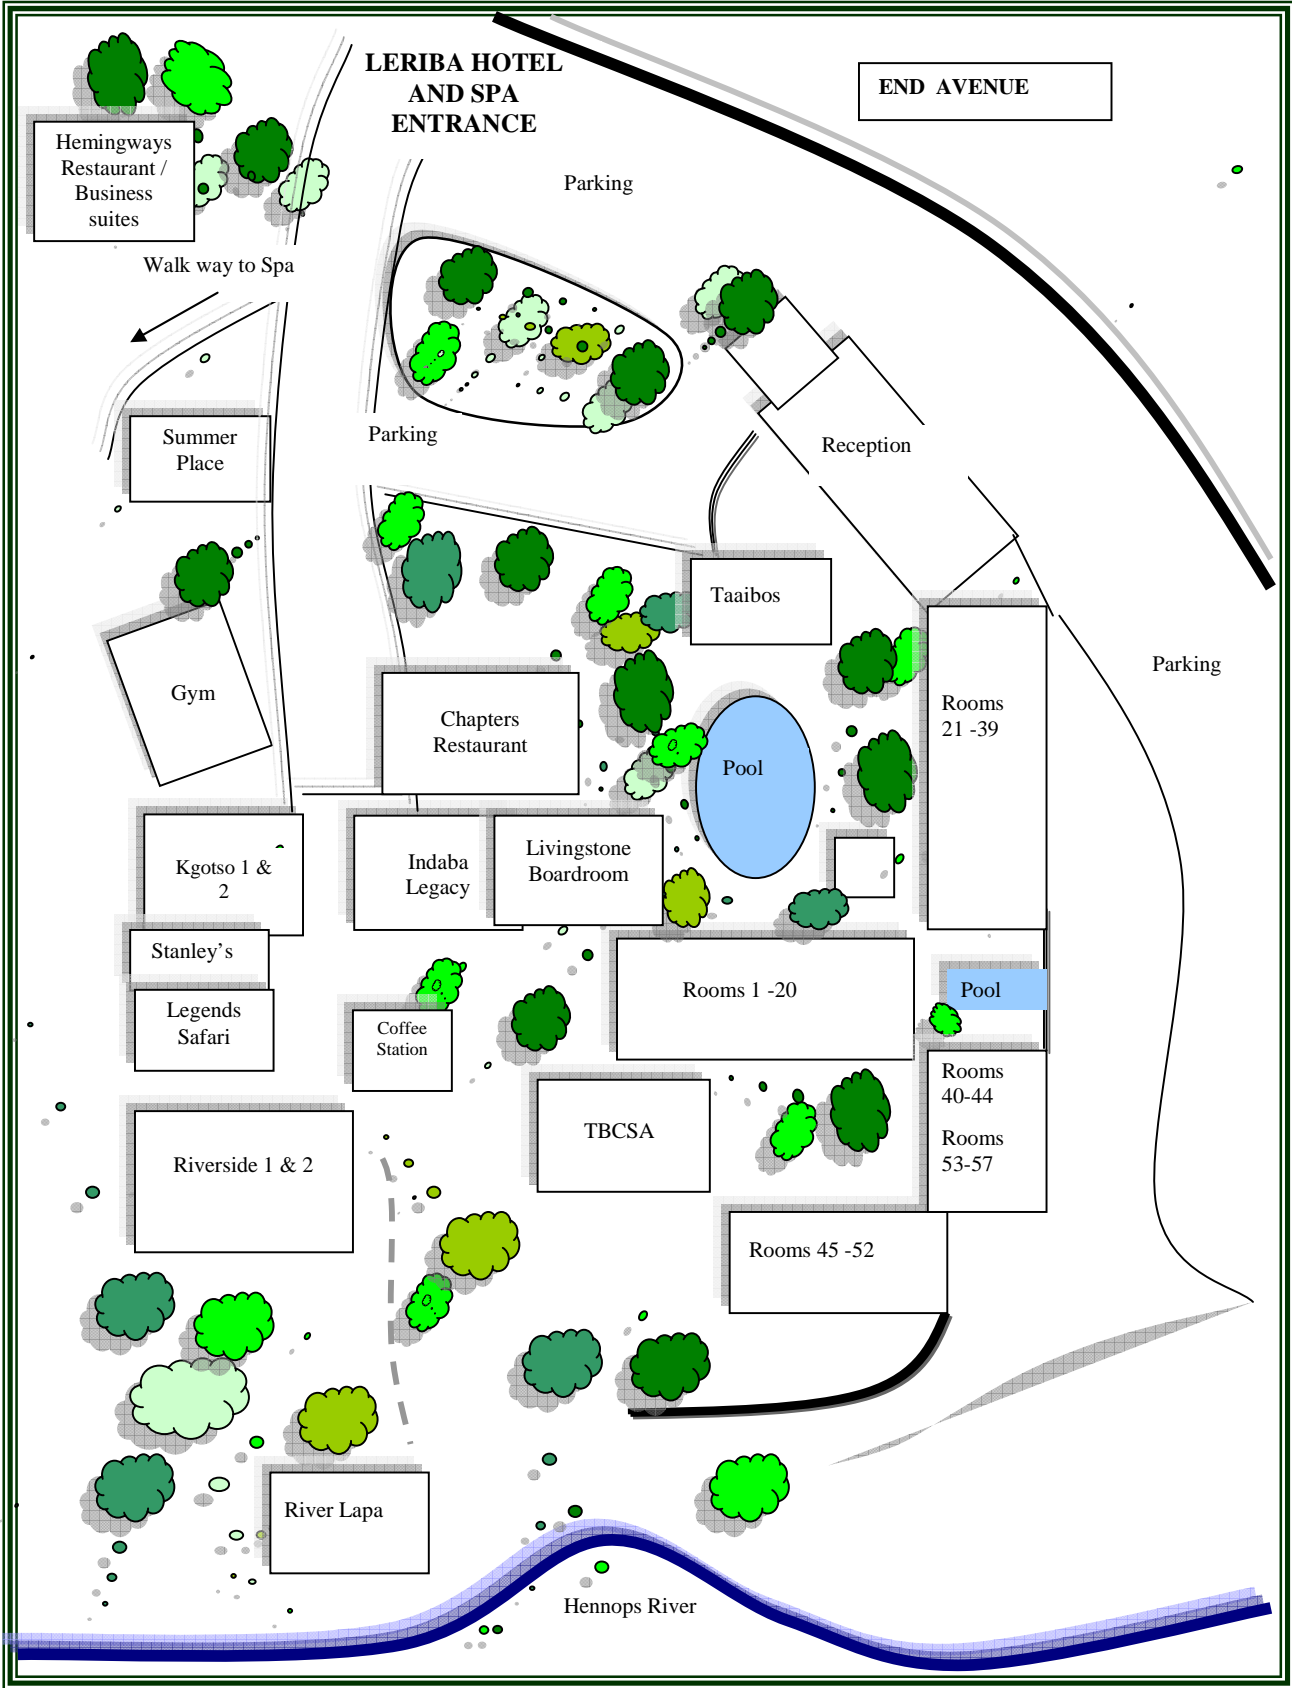 LERIBA HOTEL
AND SPA
ENTRANCE
END  AVENUE
Hemingways
Restaurant /
Business
suites
Parking
Walk way to Spa
Summer
Place
Parking
Reception
Taaibos
Gym
Chapters
Restaurant
Pool
Rooms
21 -39
Parking
Kgotso 1 &
2
Indaba
Legacy
Livingstone
Boardroom
Stanley’s
Legends
Safari
Coffee
Station
Rooms 1 -20
Pool
Rooms
40-44
Rooms
53-57
TBCSA
Riverside 1 & 2
Rooms 45 -52
River Lapa
Hennops River